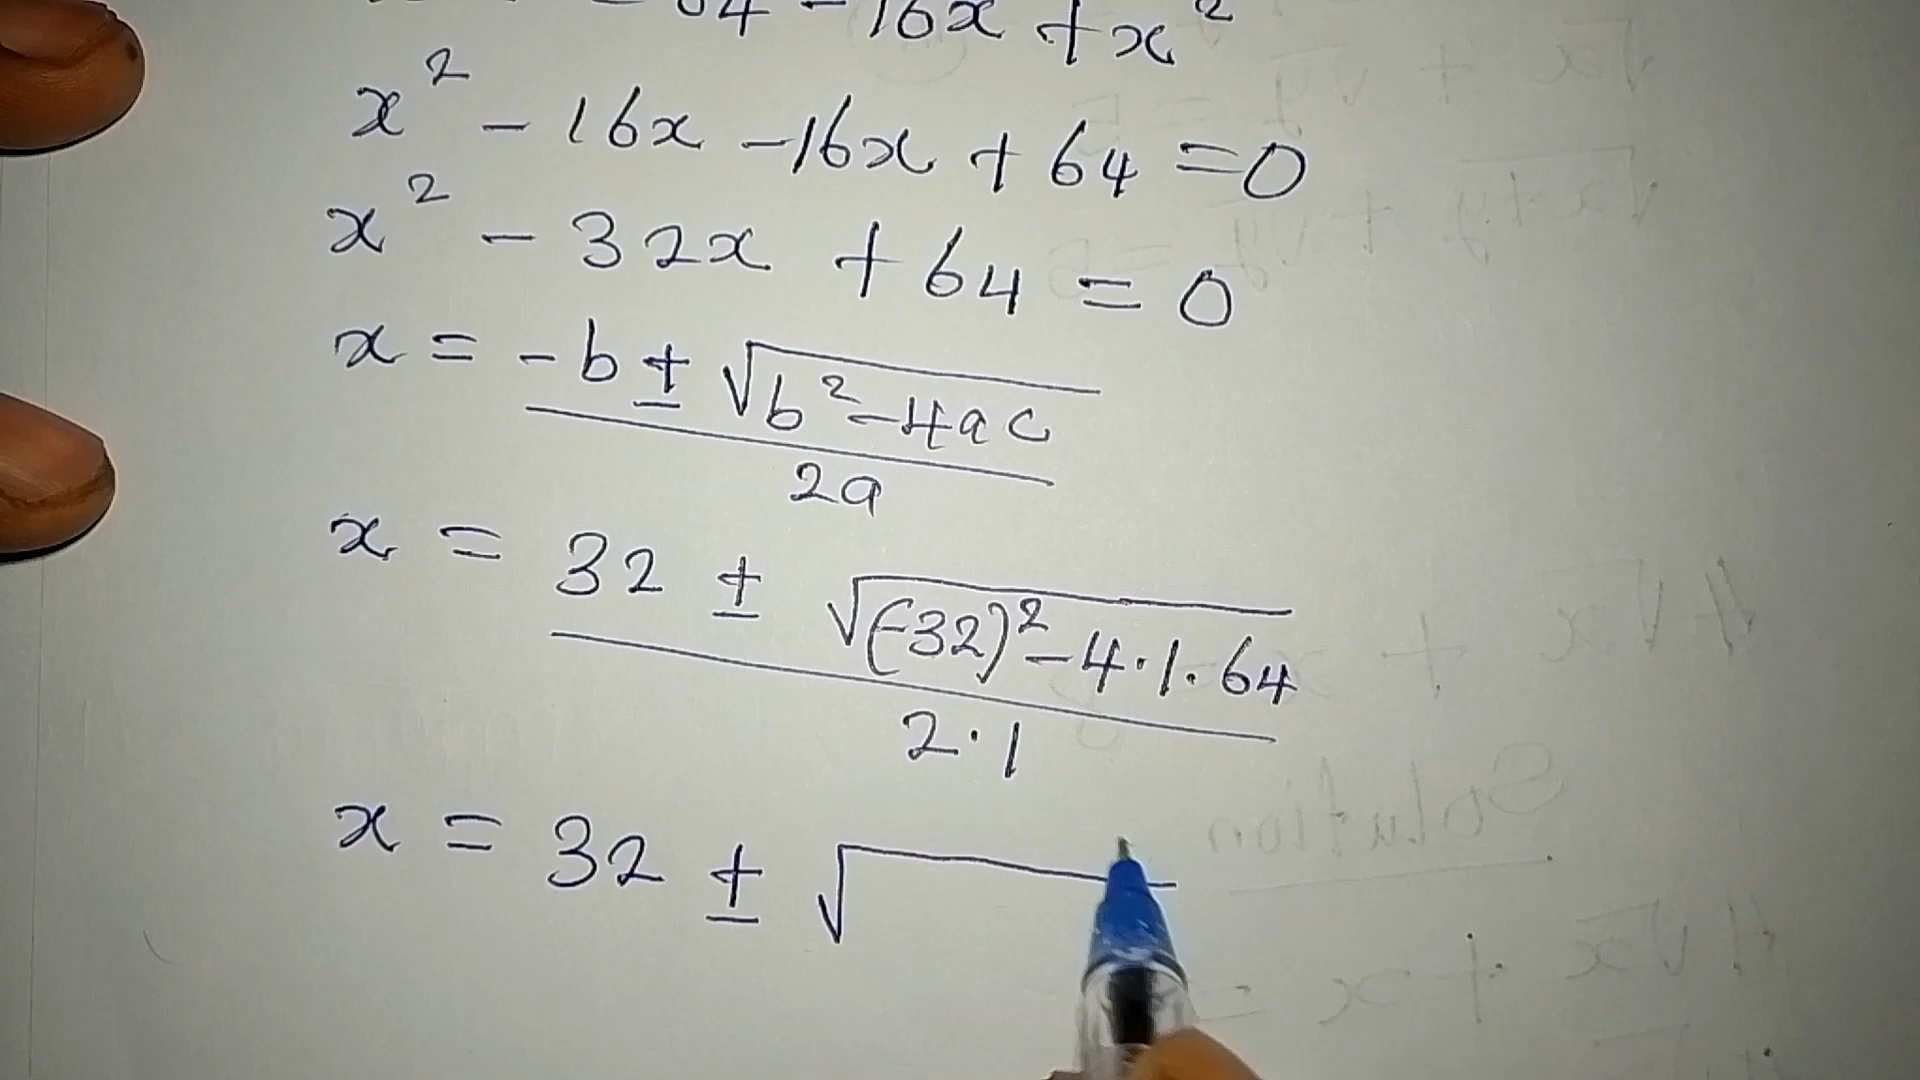 64 - 16x + x²
x² - 16x - 16x + 64 = 0
x² - 32x + 64 = 0
x = -b ± √b² - 4ac
2a
x = 32 ± √(-32)² - 4·1·64
2·1
x = 32 ± √